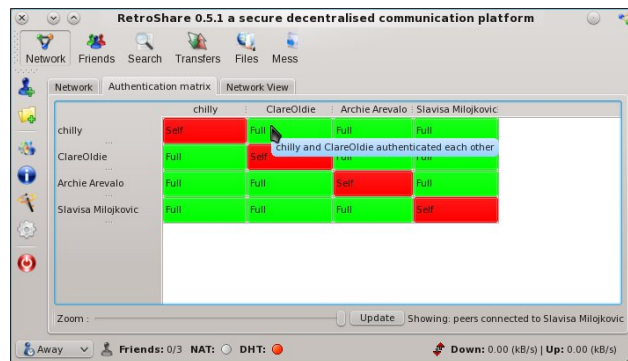 RetroShare 0.5.1 a secure decentralised communication platform
Network Friends Search Transfers Files Mess
Network Authentication matrix Network View
chilly ClareOldie Archie Arevalo Slavisa Milojkovic
chilly Self Full Full Full
chilly and ClareOldie authenticated each other
ClareOldie Full Self Full Full
...
Archie Arevalo Full Full Self Full
...
Slavisa Milojkovic Full Full Full Self
...
Zoom : Update Showing: peers connected to Slavisa Milojkovic
Away Friends: 0/3 NAT: DHT: Down: 0.00 (kB/s) | Up: 0.00 (kB/s)